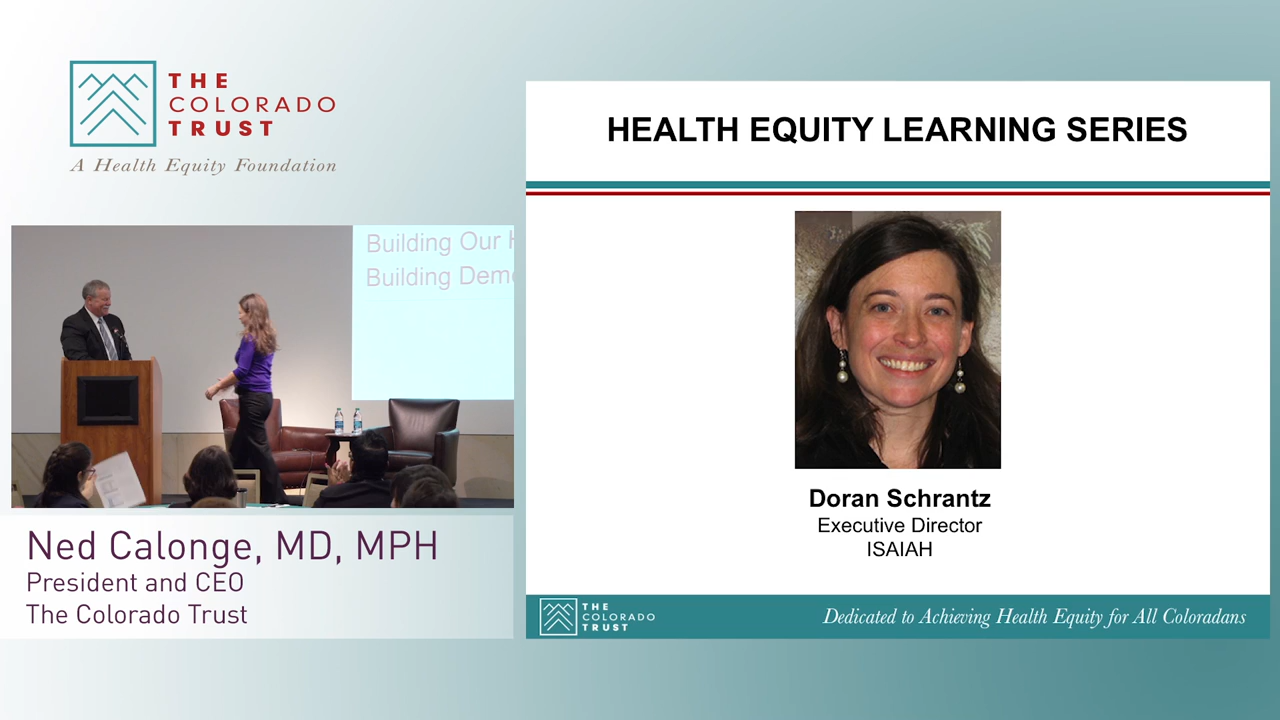 THE
COLORADO
TRUST
A Health Equity Foundation
Building Our
Building
Ned Calonge, MD, MPH
President and CEO
The Colorado Trust
HEALTH EQUITY LEARNING SERIES
Doran Schrantz
Executive Director
ISAIAH
THE
COLORADO
TRUST
Dedicated to Achieving Health Equity for All Coloradans